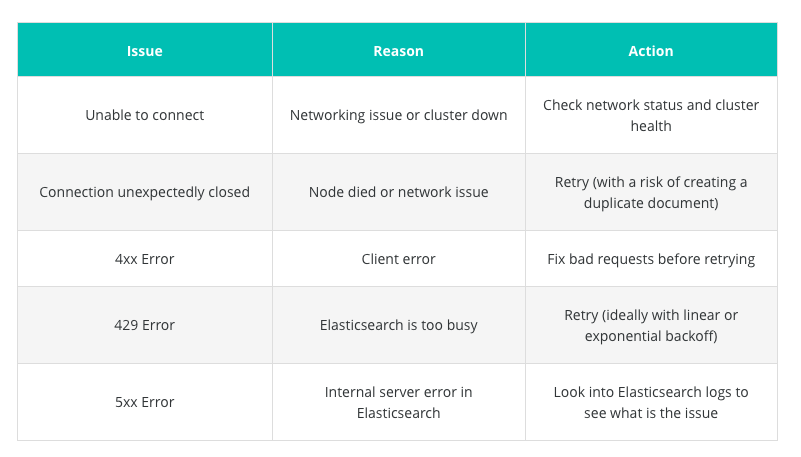 Issue
Reason
Action
Unable to connect
Networking issue or cluster down
Check network status and cluster
health
Connection unexpectedly closed
Node died or network issue
Retry (with a risk of creating a
duplicate document)
4xx Error
Client error
Fix bad requests before retrying
429 Error
Elasticsearch is too busy
Retry (ideally with linear or
exponential backoff)
5xx Error
Internal server error in
Elasticsearch
Look into Elasticsearch logs to
see what is the issue